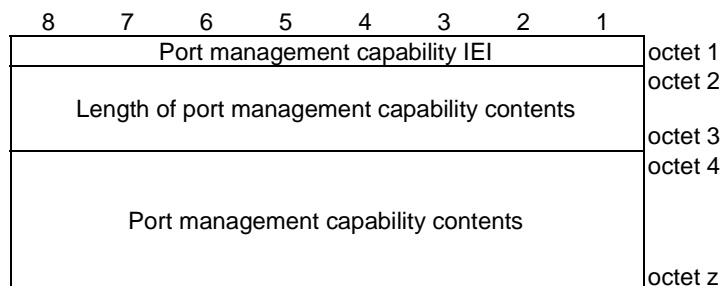 8 7 6 5 4 3 2 1
Port management capability IEI octet 1
octet 2
Length of port management capability contents
octet 3
octet 4
Port management capability contents
octet z